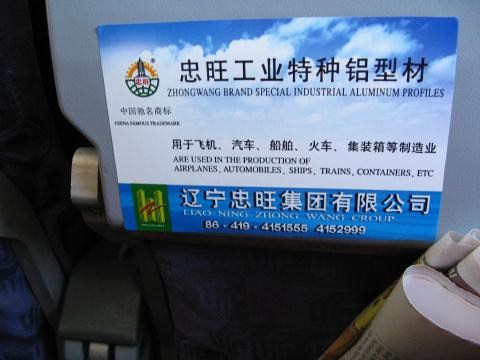 忠旺
®
忠旺工业特种铝型材
ZHONGWANG BRAND SPECIAL INDUSTRIAL ALUMINUM PROFILES
中国驰名商标
CHINA FAMOUS TRADEMARK
用于飞机、汽车、船舶、火车、集装箱等制造业
ARE USED IN THE PRODUCTION OF
AIRPLANES、AUTOMOBILES、SHIPS、TRAINS、CONTAINERS、ETC
辽宁忠旺集团有限公司
LIAO NING ZHONG WANG GROUP
86 - 419 - 4151555 4152999